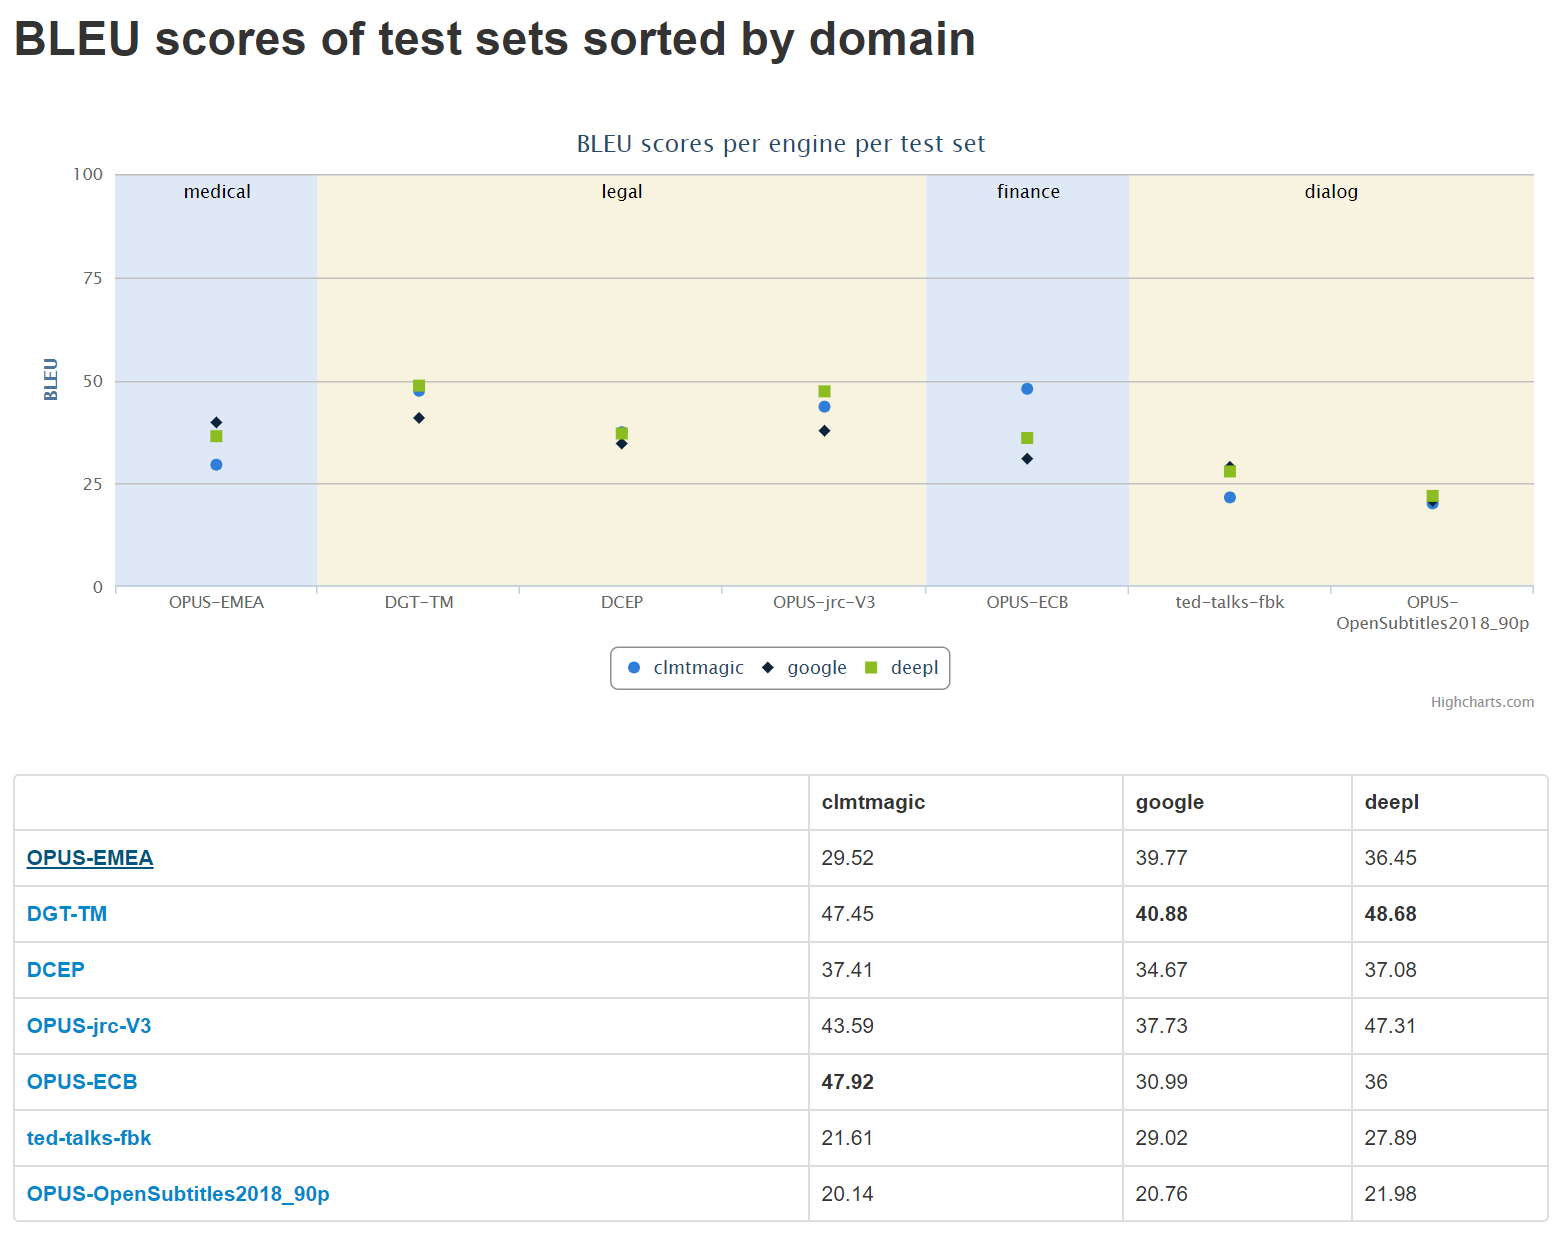 BLEU scores of test sets sorted by domain
BLEU scores per engine per test set
100
medical
legal
finance
dialog
75
50
25
0
BLEU
OPUS-EMEA
DGT-TM
DCEP
OPUS-jrc-V3
OPUS-ECB
ted-talks-fbk
OPUS-
OpenSubtitles2018_90p
clmtmagic google deepl
Highcharts.com
clmtmagic google deepl
OPUS-EMEA 29.52 39.77 36.45
DGT-TM 47.45 40.88 48.68
DCEP 37.41 34.67 37.08
OPUS-jrc-V3 43.59 37.73 47.31
OPUS-ECB 47.92 30.99 36
ted-talks-fbk 21.61 29.02 27.89
OPUS-OpenSubtitles2018_90p 20.14 20.76 21.98